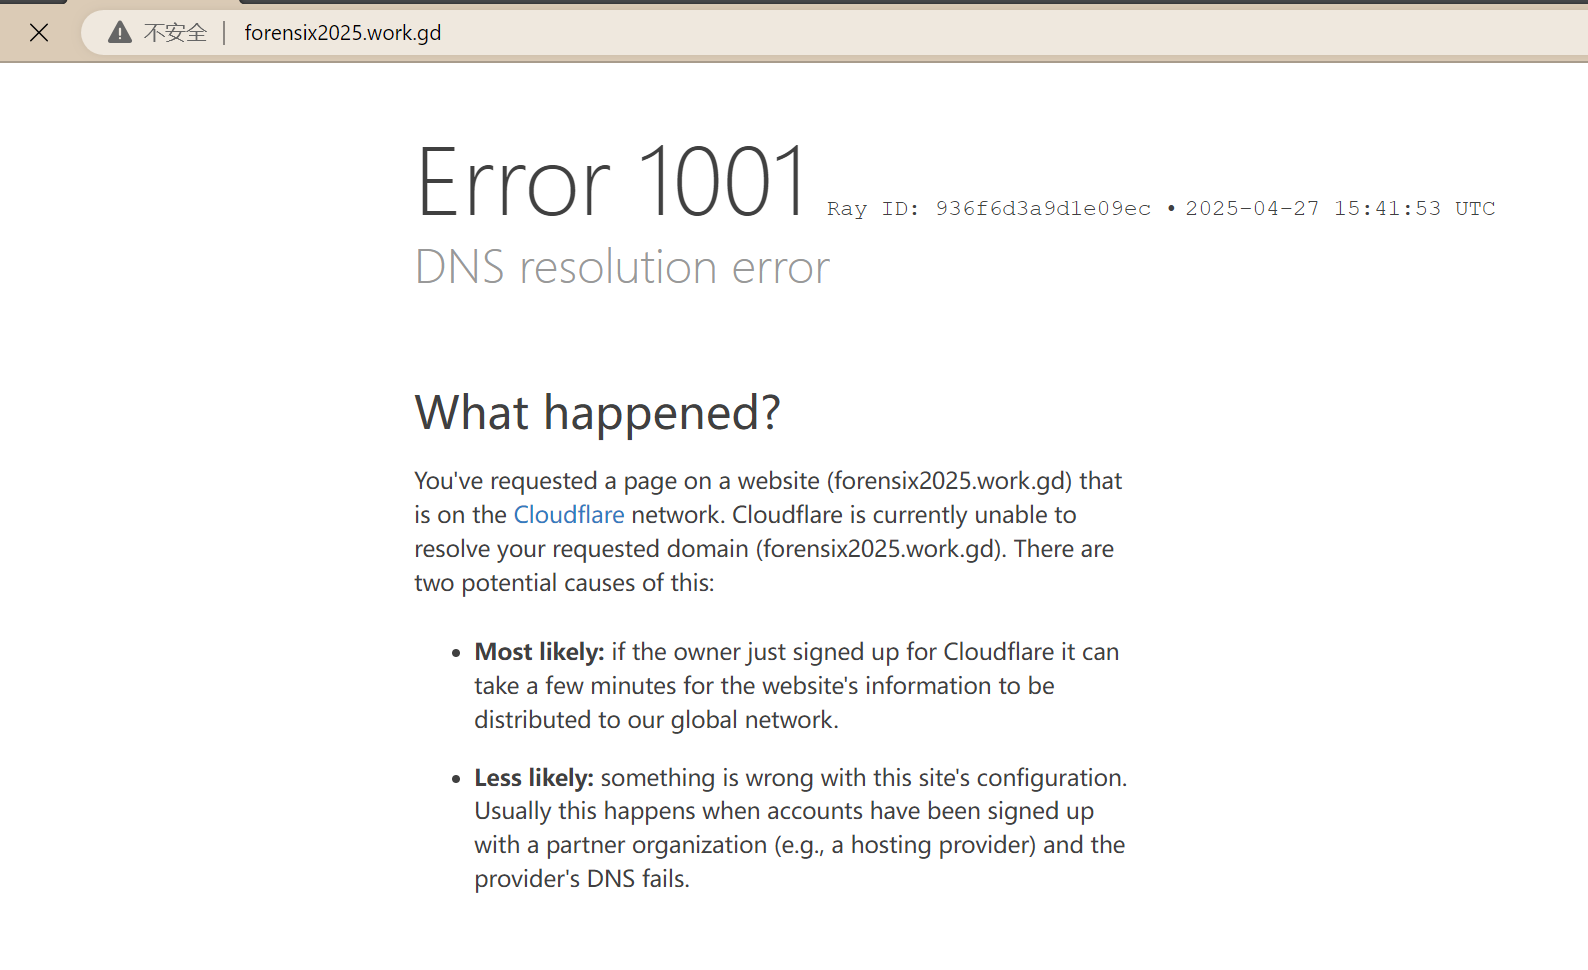 不安全 | forensix2025.work.gd
Error 1001 Ray ID: 936f6d3a9d1e09ec • 2025-04-27 15:41:53 UTC
DNS resolution error
What happened?
You've requested a page on a website (forensix2025.work.gd) that
is on the Cloudflare network. Cloudflare is currently unable to
resolve your requested domain (forensix2025.work.gd). There are
two potential causes of this:
• Most likely: if the owner just signed up for Cloudflare it can
take a few minutes for the website's information to be
distributed to our global network.
• Less likely: something is wrong with this site's configuration.
Usually this happens when accounts have been signed up
with a partner organization (e.g., a hosting provider) and the
provider's DNS fails.